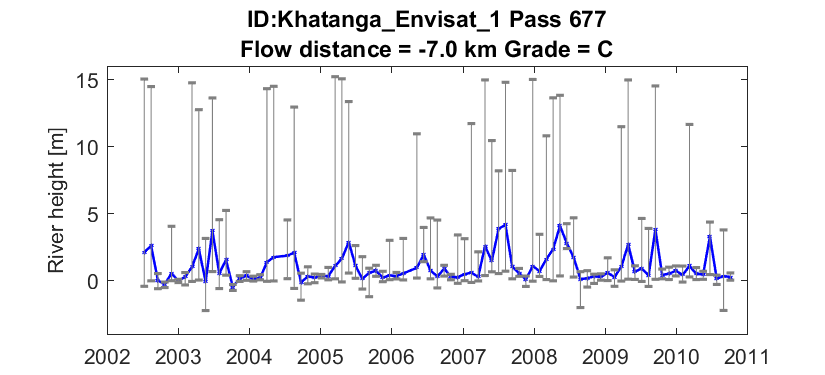 ID:Khatanga_Envisat_1 Pass 677
Flow distance = -7.0 km Grade = C
River height [m]
15
10
5
0
2002 2003 2004 2005 2006 2007 2008 2009 2010 2011